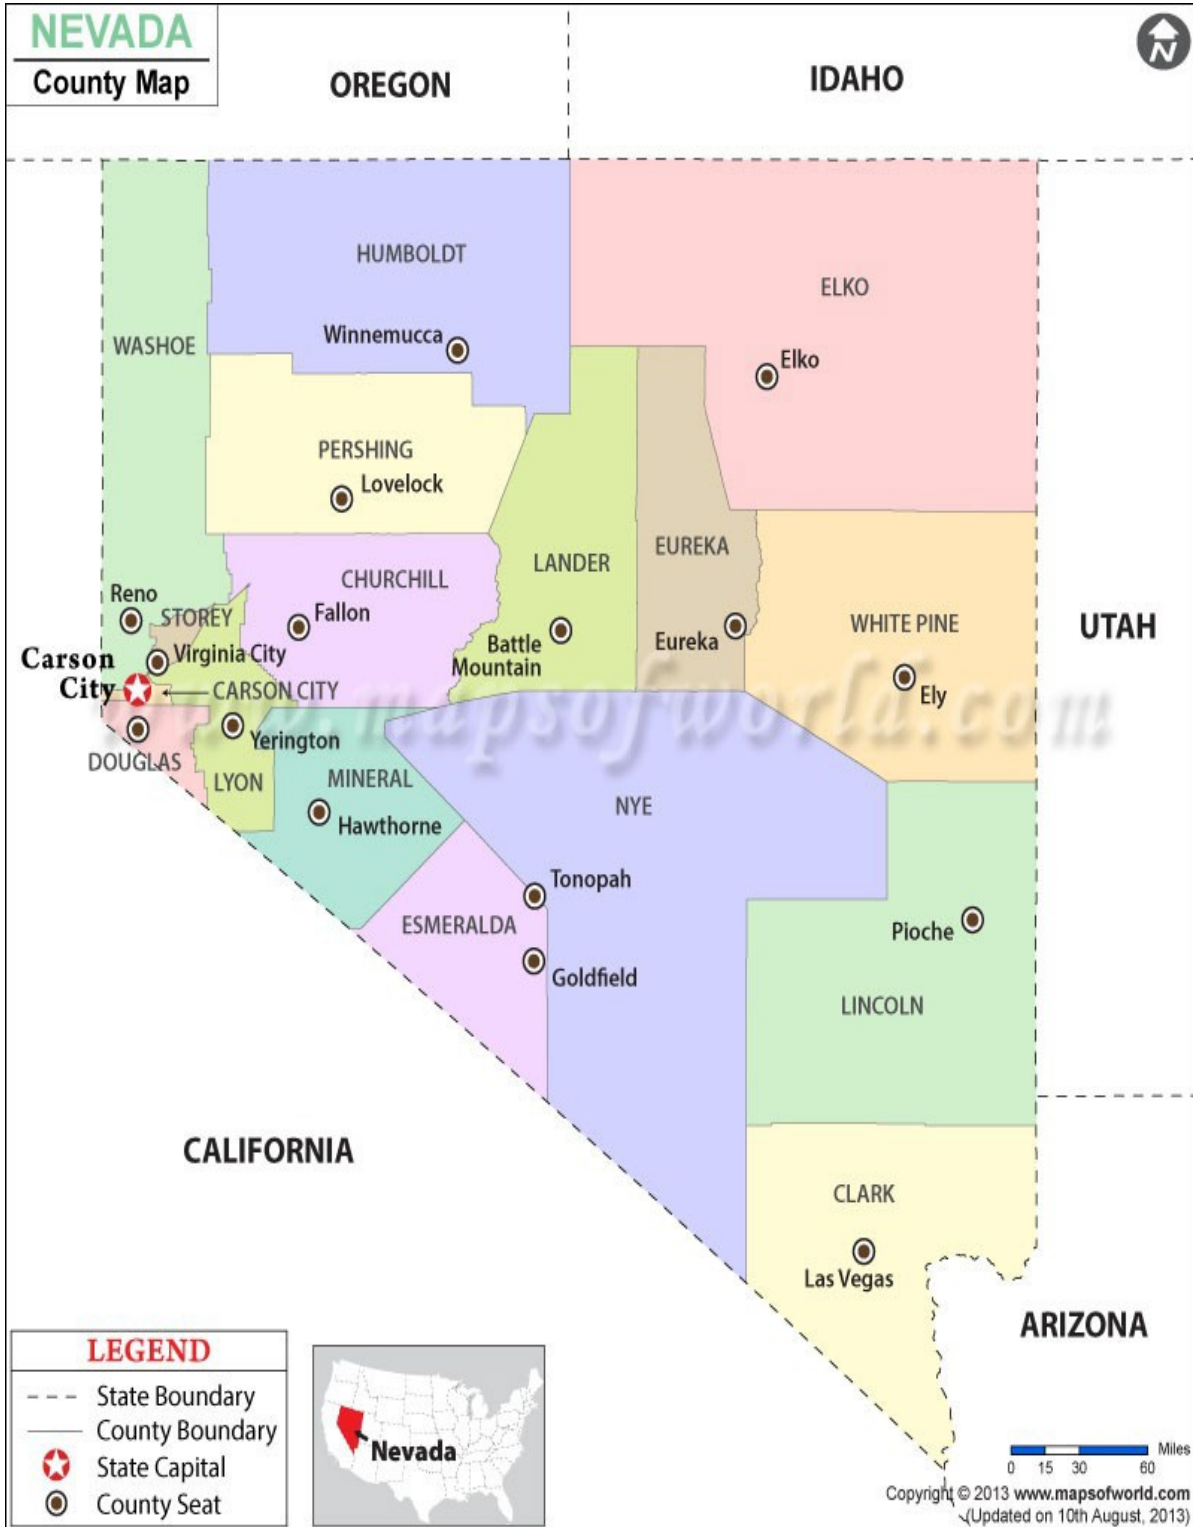 NEVADA
County Map
N
OREGON
IDAHO
HUMBOLDT
ELKO
Winnemucca
WASHOE
Elko
PERSHING
Lovelock
EUREKA
LANDER
CHURCHILL
Reno
Fallon
STOREY
WHITE PINE
UTAH
Battle
Mountain
Eureka
Virginia City
Carson
City
CARSON CITY
Ely
www.mapsofworld.com
Yerington
DOUGLAS
LYON
MINERAL
NYE
Hawthorne
Tonopah
ESMERALDA
Pioche
Goldfield
LINCOLN
CALIFORNIA
CLARK
Las Vegas
ARIZONA
LEGEND
State Boundary
County Boundary
State Capital
County Seat
Nevada
Miles
0 15 30 60
Copyright © 2013 www.mapsofworld.com
(Updated on 10th August, 2013)